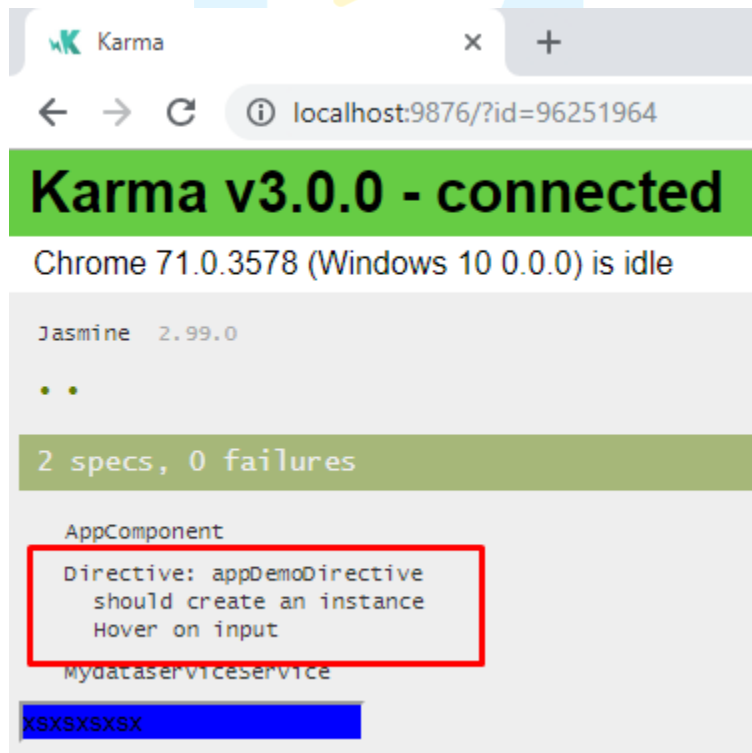 Karma
localhost:9876/?id=96251964
Karma v3.0.0 - connected
Chrome 71.0.3578 (Windows 10 0.0.0) is idle
Jasmine 2.99.0
2 specs, 0 failures
AppComponent
Directive: appDemoDirective
should create an instance
Hover on input
MydataserviceService
xsxsxsxsx